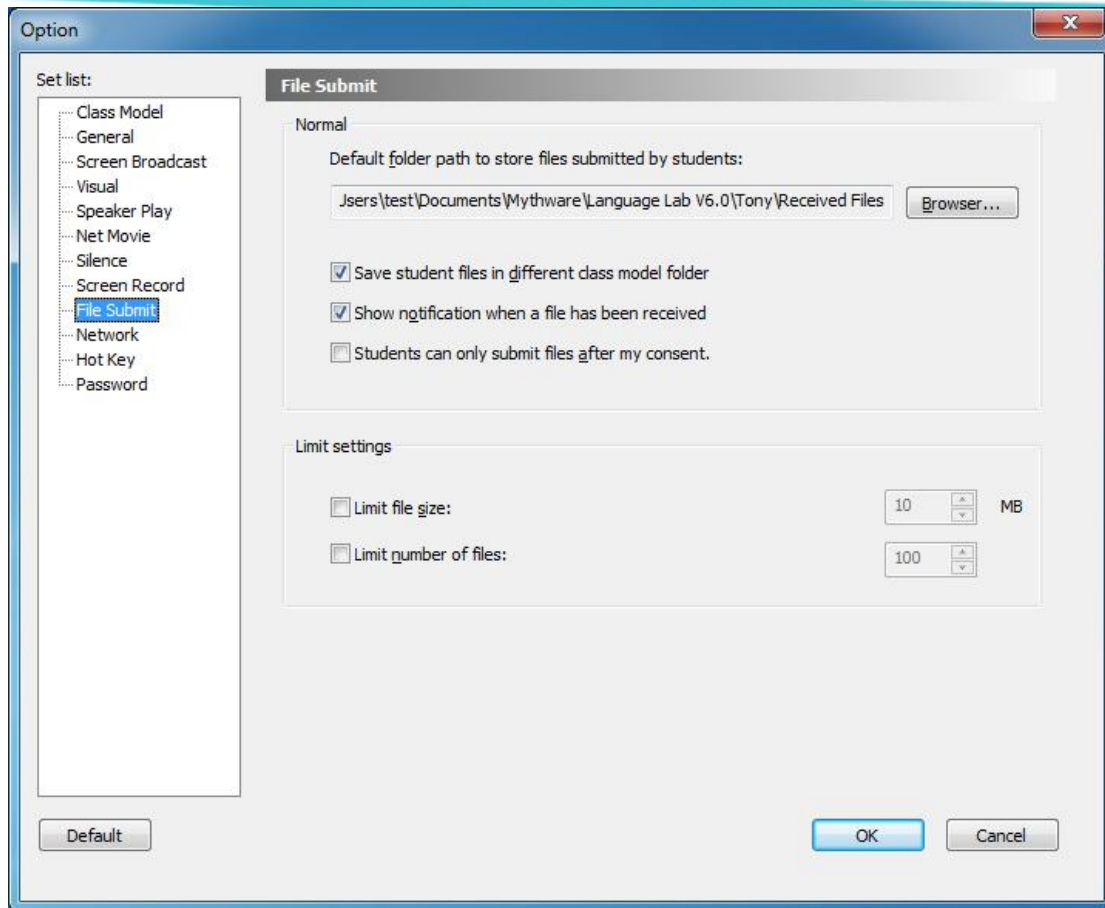 Option
Set list:
Class Model
General
Screen Broadcast
Visual
Speaker Play
Net Movie
Silence
Screen Record
File Submit
Network
Hot Key
Password
File Submit
Normal
Default folder path to store files submitted by students:
Jsers\test\Documents\Mythware\Language Lab V6.0\Tony\Received Files
Browser...
Save student files in different class model folder
Show notification when a file has been received
Students can only submit files after my consent.
Limit settings
Limit file size:
10
MB
Limit number of files:
100
Default
OK
Cancel